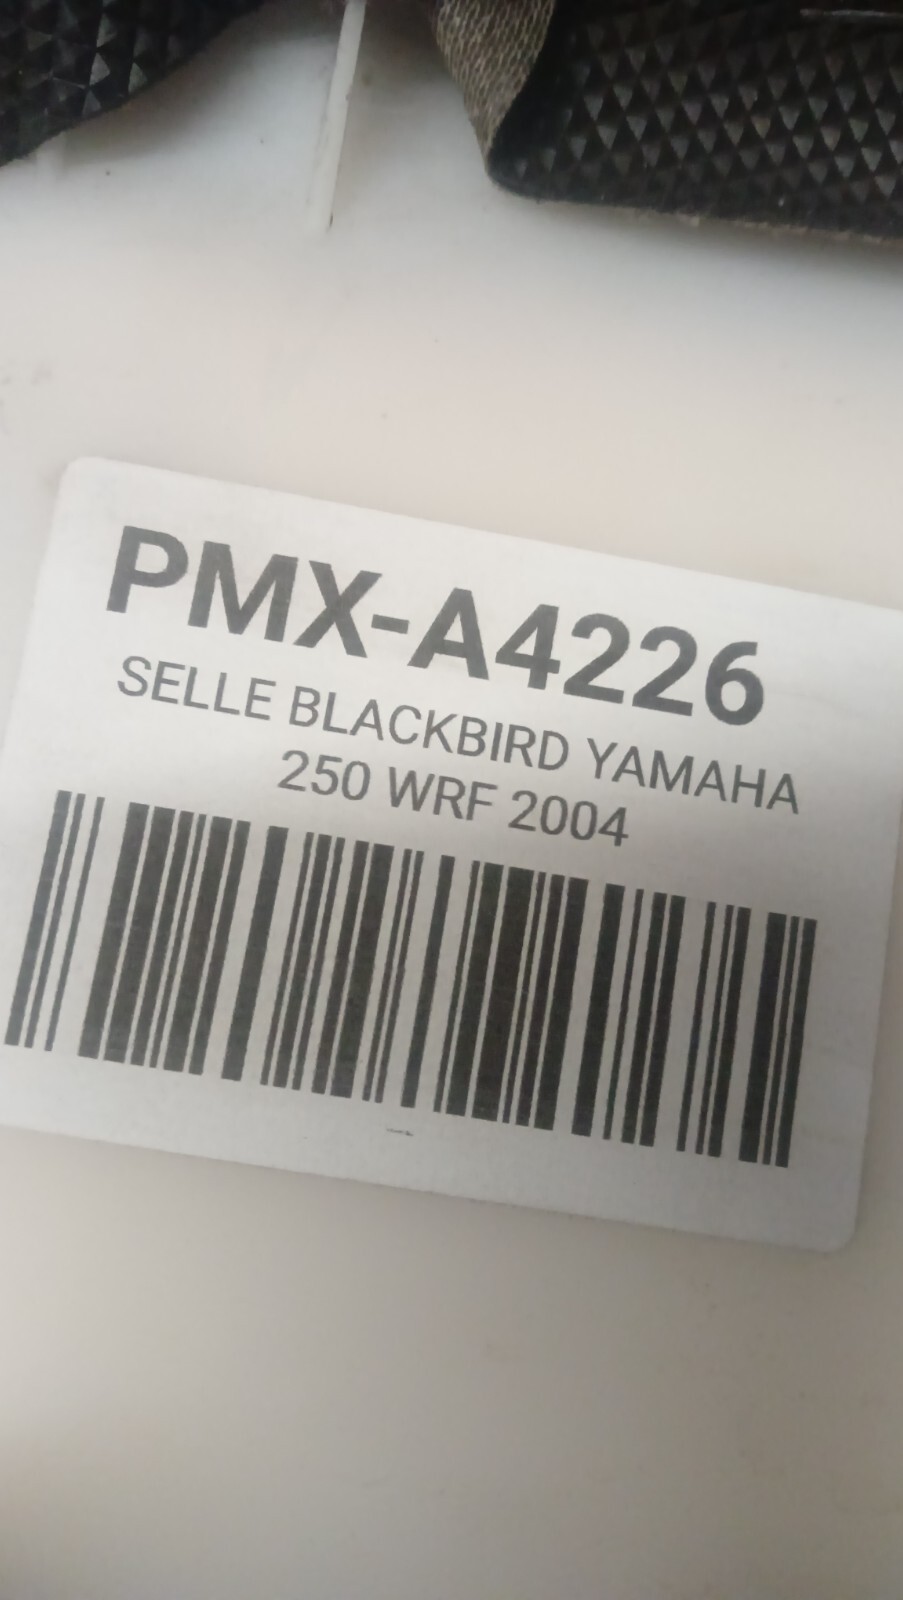 PMX-A4226
SELLE BLACKBIRD YAMAHA
250 WRF 2004